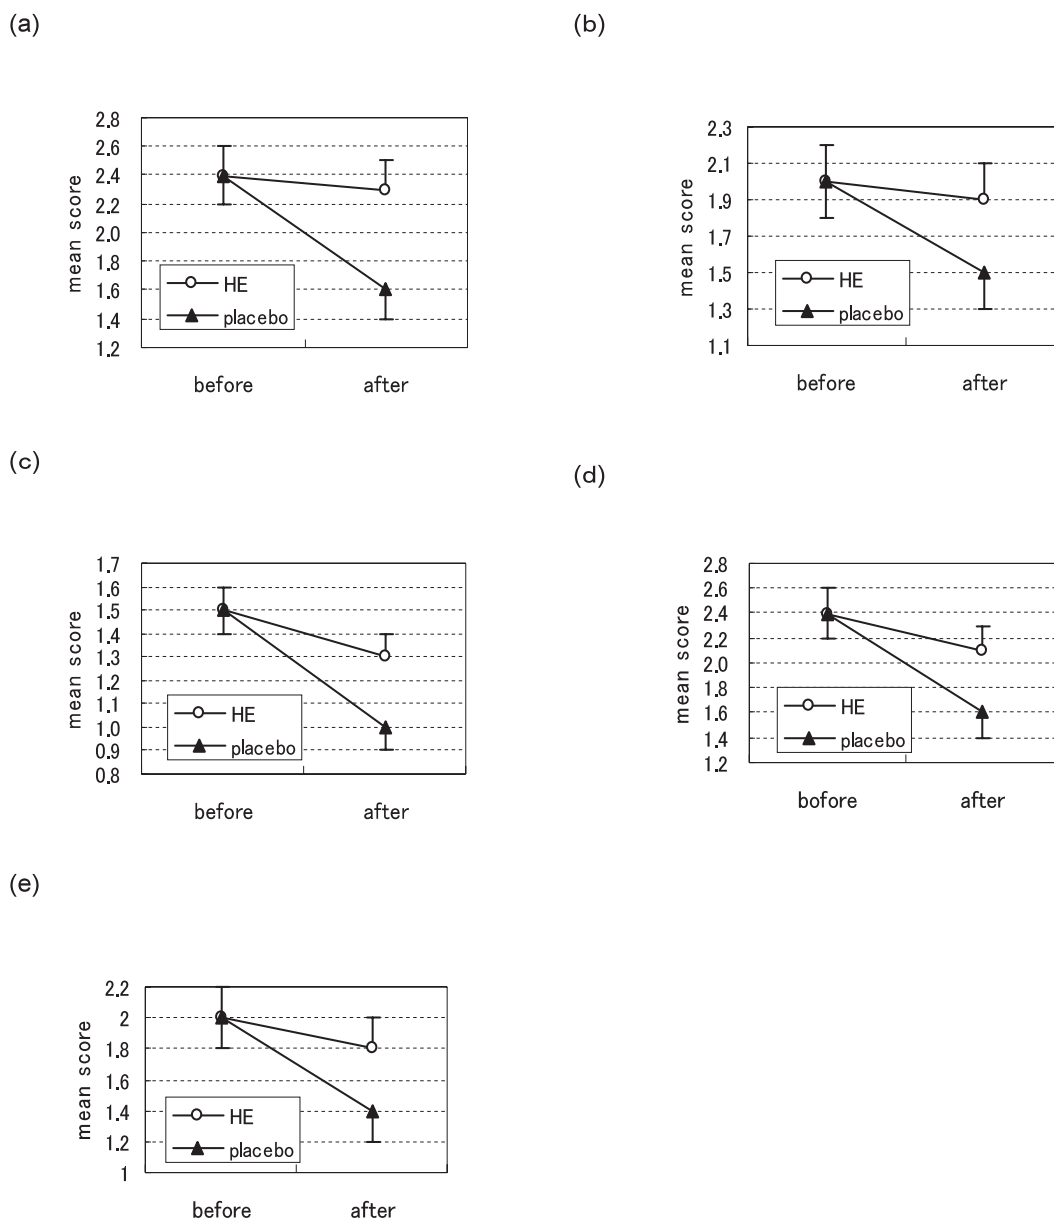 (a)
mean score
2.8
2.6
2.4
2.2
2.0
1.8
1.6
1.4
1.2
HE
placebo
before after
(b)
mean score
2.3
2.1
1.9
1.7
1.5
1.3
1.1
HE
placebo
before after
(c)
mean score
1.7
1.6
1.5
1.4
1.3
1.2
1.1
1.0
0.9
0.8
HE
placebo
before after
(d)
mean score
2.8
2.6
2.4
2.2
2.0
1.8
1.6
1.4
1.2
HE
placebo
bofore after
(e)
mean score
2.2
2
1.8
1.6
1.4
1.2
1
HE
placebo
before after